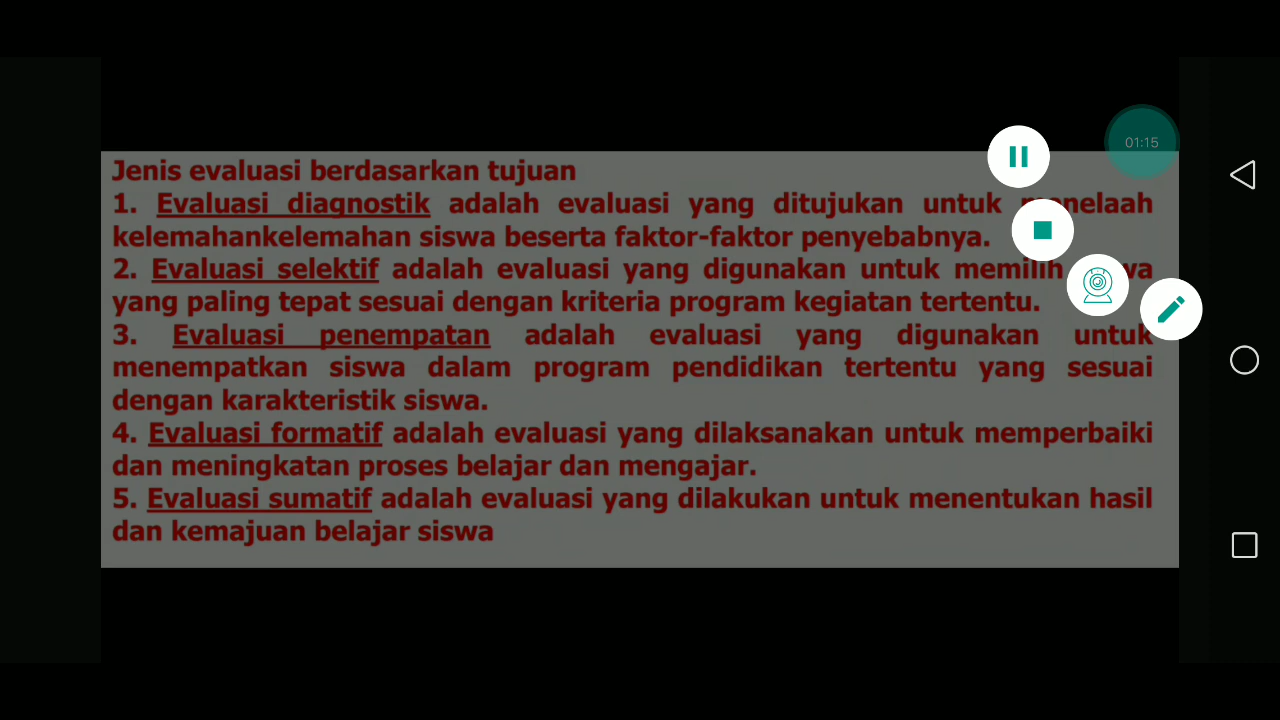 Jenis evaluasi berdasarkan tujuan
1. Evaluasi diagnostik adalah evaluasi yang ditujukan untuk
kelemahankelemahan siswa beserta faktor-faktor penyebabnya.
2. Evaluasi selektif adalah evaluasi yang digunakan untuk memilih
yang paling tepat sesuai dengan kriteria program kegiatan tertentu.
3. Evaluasi penempatan adalah evaluasi yang digunakan untuk
menempatkan siswa dalam program pendidikan tertentu yang sesuai
dengan karakteristik siswa.
4. Evaluasi formatif adalah evaluasi yang dilaksanakan untuk memperbaiki
dan meningkatan proses belajar dan mengajar.
5. Evaluasi sumatif adalah evaluasi yang dilakukan untuk menentukan hasil
dan kemajuan belajar siswa
01:15